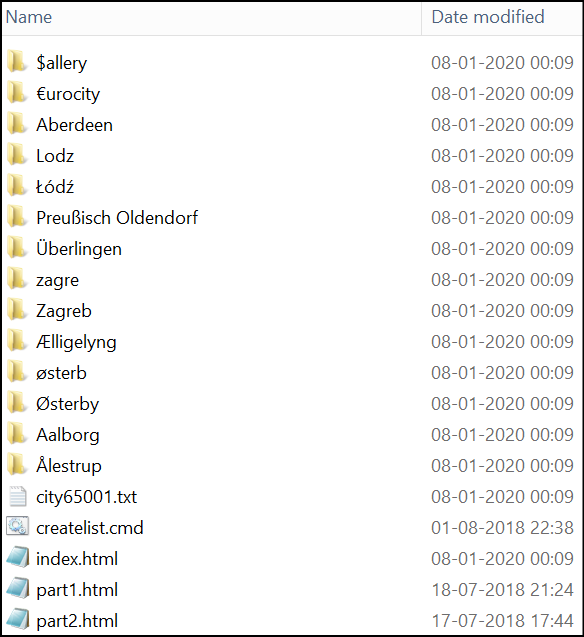 Name Date modified
$allery 08-01-2020 00:09
€urocity 08-01-2020 00:09
Aberdeen 08-01-2020 00:09
Lodz 08-01-2020 00:09
Łódź 08-01-2020 00:09
Preußisch Oldendorf 08-01-2020 00:09
Überlingen 08-01-2020 00:09
zagre 08-01-2020 00:09
Zagreb 08-01-2020 00:09
Ælligelyng 08-01-2020 00:09
østerb 08-01-2020 00:09
Østerby 08-01-2020 00:09
Aalborg 08-01-2020 00:09
Ålestrup 08-01-2020 00:09
city65001.txt 08-01-2020 00:09
createlist.cmd 01-08-2018 22:38
index.html 08-01-2020 00:09
part1.html 18-07-2018 21:24
part2.html 17-07-2018 17:44